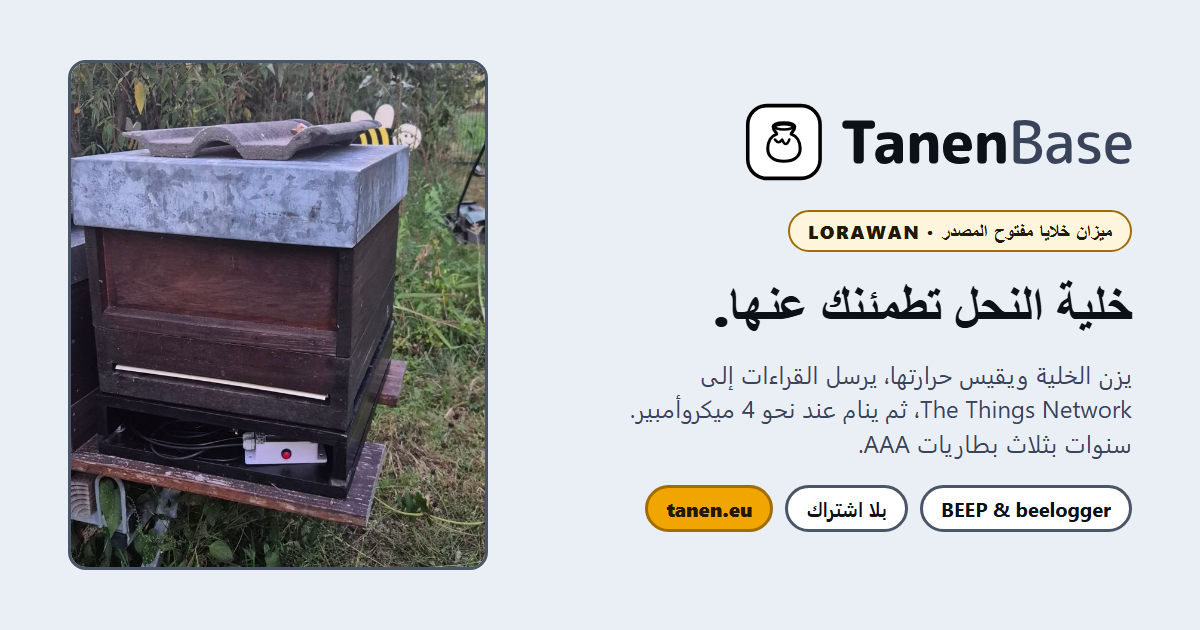 TanenBase
ميزان خلايا مفتوح المصدر • LORAWAN
خلية النحل تطمئنك عنها.
يزن الخلية ويقيس حرارتها، يرسل القراءات إلى
The Things Network، ثم ينام عند نحو 4 ميكروأمبير.
سنوات بثلاث بطاريات AAA.
BEEP & beelogger
بلا اشتراك
tanen.eu